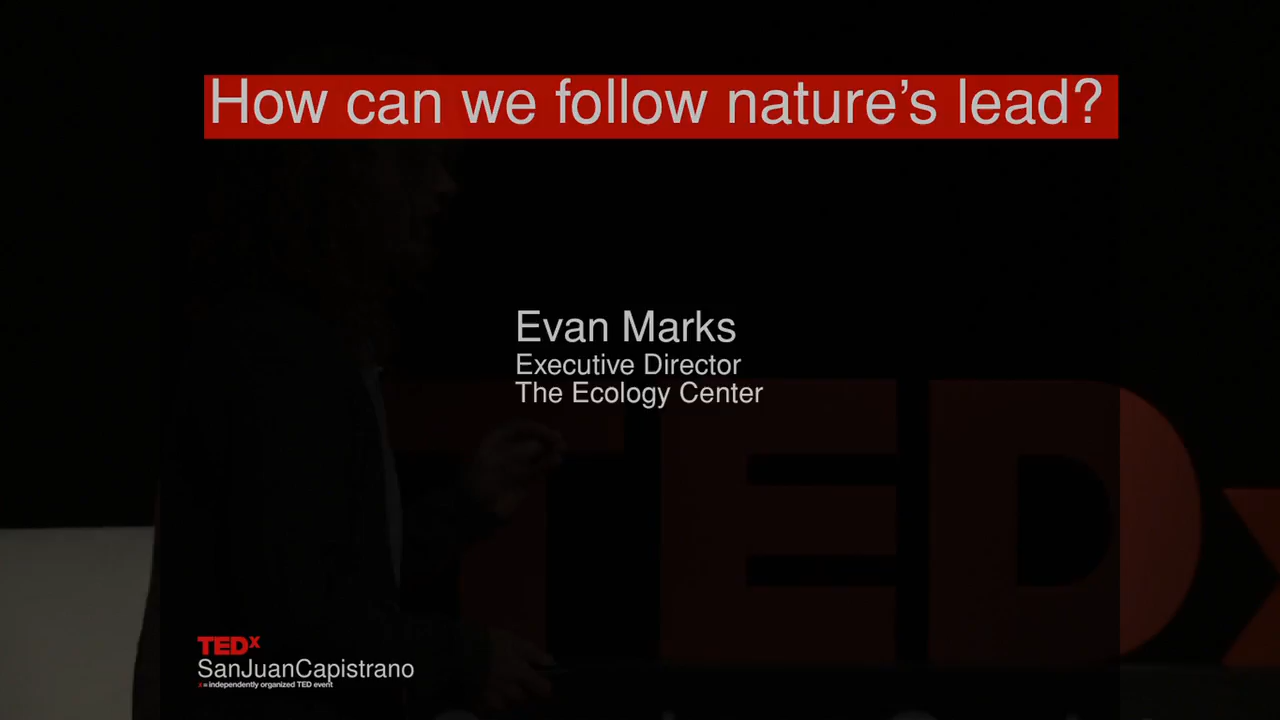 How can we follow nature’s lead?
Evan Marks
Executive Director
The Ecology Center
TEDx
SanJuanCapistrano
x = independently organized TED event
TEDx